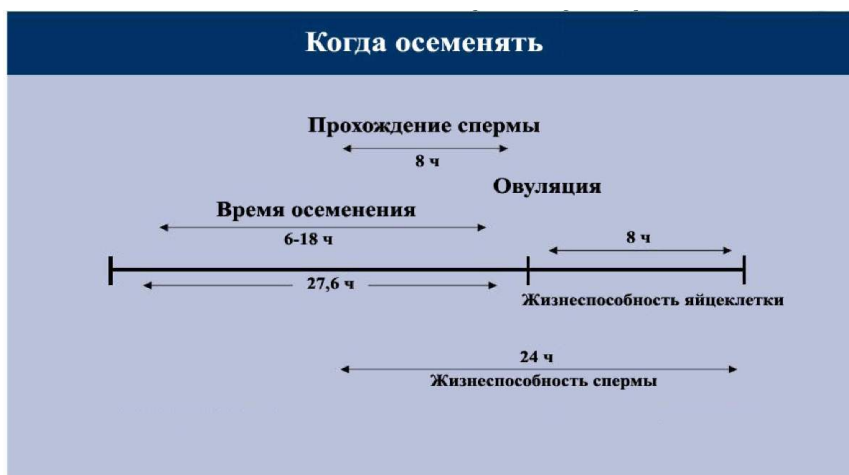 Когда осеменять
Прохождение спермы
8 ч
Овуляция
Время осеменения
6-18 ч
8 ч
27,6 ч
Жизнеспособность яйцеклетки
24 ч
Жизнеспособность спермы